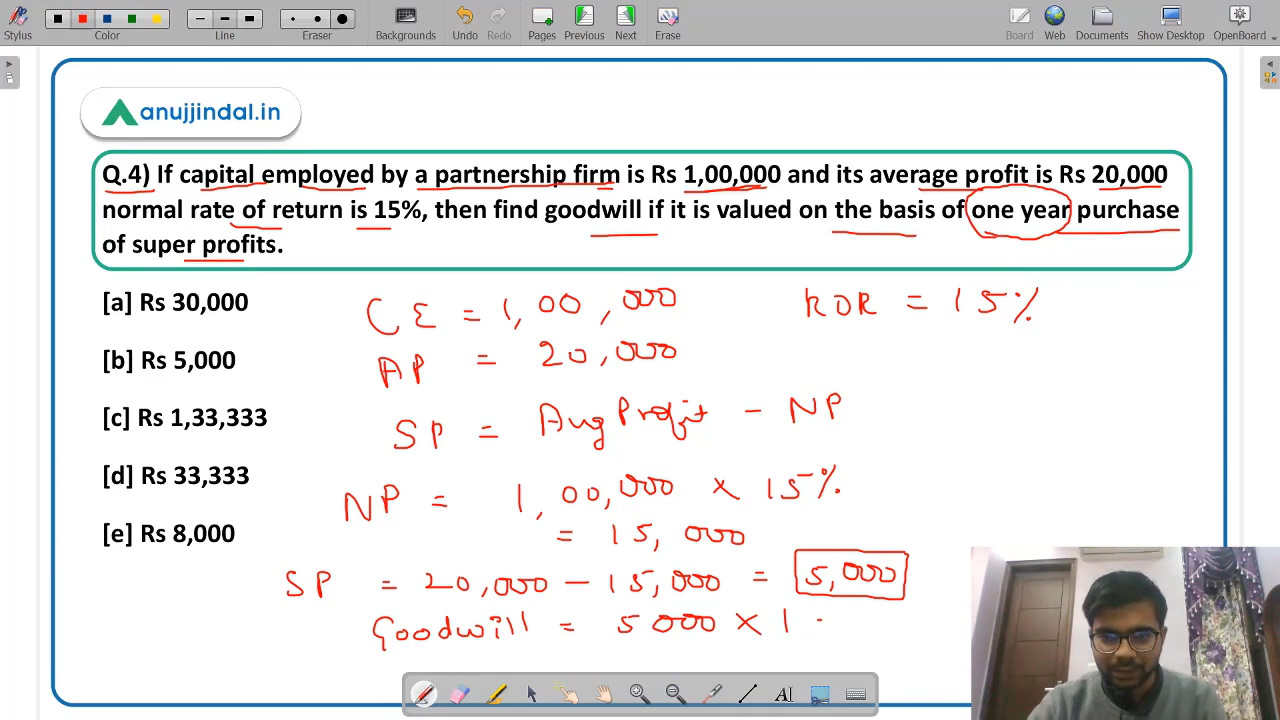 Stylus
Color
Line
Eraser
Backgrounds
Undo
Redo
Pages
Previous
Next
Erase
Board
Web
Documents
Show Desktop
OpenBoard
anujjindal.in
Q.4) If capital employed by a partnership firm is Rs 1,00,000 and its average profit is Rs 20,000
normal rate of return is 15%, then find goodwill if it is valued on the basis of one year purchase
of super profits.
[a] Rs 30,000
[b] Rs 5,000
[c] Rs 1,33,333
[d] Rs 33,333
[e] Rs 8,000
CE = 1,00,000
ROR = 15%
AP = 20,000
SP = Avg Profit - NP
NP = 1,00,000 x 15%
= 15,000
SP = 20,000 - 15,000 = 5,000
Goodwill = 5000 x 1
AI